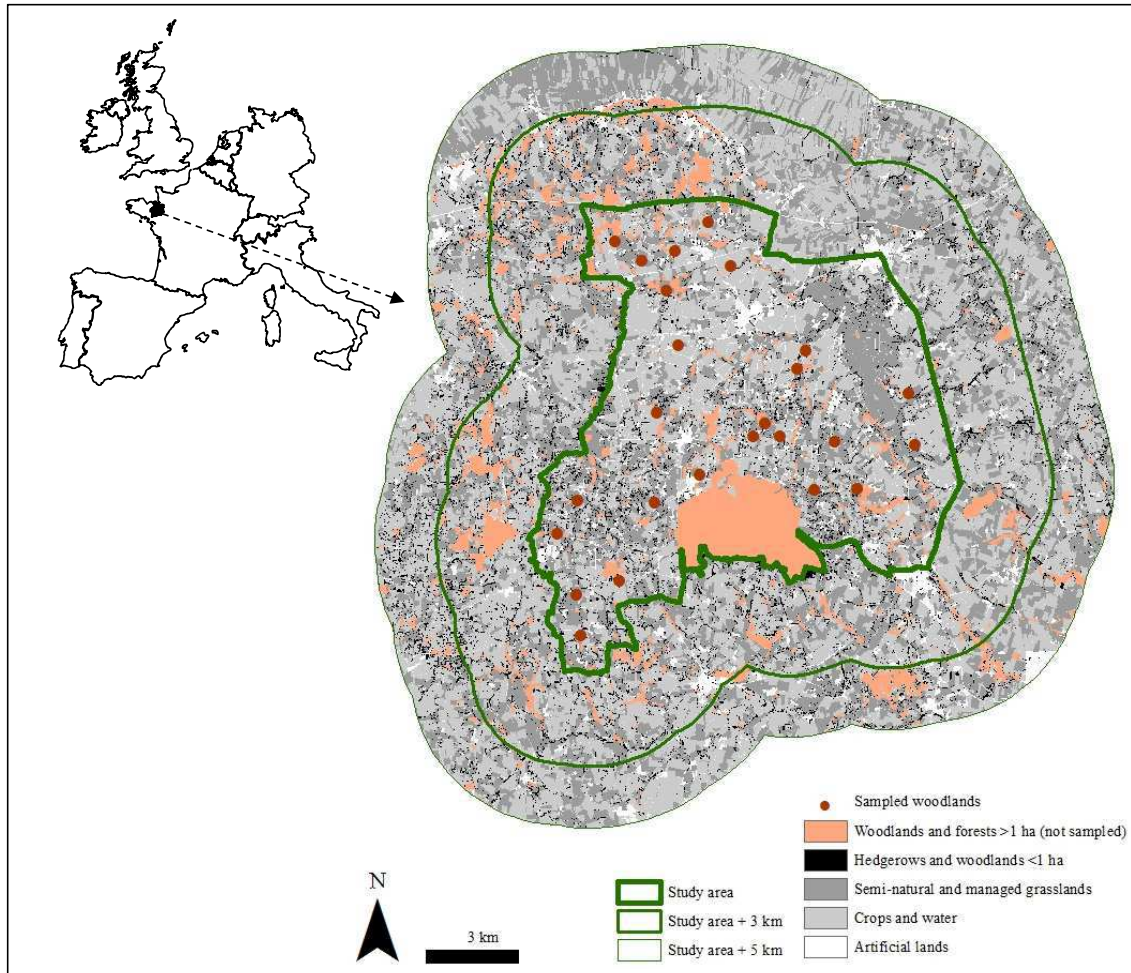 Sampled woodlands
Woodlands and forests >1 ha (not sampled)
Hedgerows and woodlands <1 ha
Semi-natural and managed grasslands
Crops and water
Artificial lands
Study area
Study area + 3 km
Study area + 5 km
N
3 km